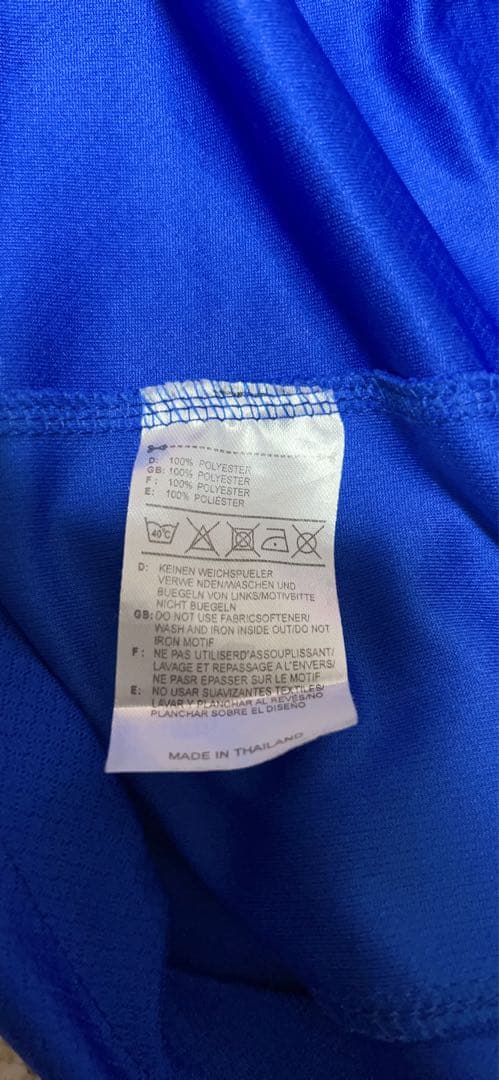 D: 100% POLYESTER
GB: 100% POLYESTER
F : 100% POLYESTER
E : 100% POLIESTER
40°C
D: KEINEN WEICHSPUELER
VERWE NDEN/WASCHEN UND
BUEGELN VON LINKS/MOTIVBITTE
NICHT BUEGELN
GB: DO NOT USE FABRICSOFTENER/
WASH AND IRON INSIDE OUT/DO NOT
IRON MOTIF
F : NE PAS UTILISERD'ASSOUPLISSANT/
LAVAGE ET REPASSAGE A L'ENVERS/
NE PASR EPASSER SUR LE MOTIF
E: NO USAR SUAVIZANTES TEXTILES/
LAVAR Y PLANCHAR AL REVES/NO
PLANCHAR SOBRE EL DISENO
MADE IN THAILAND